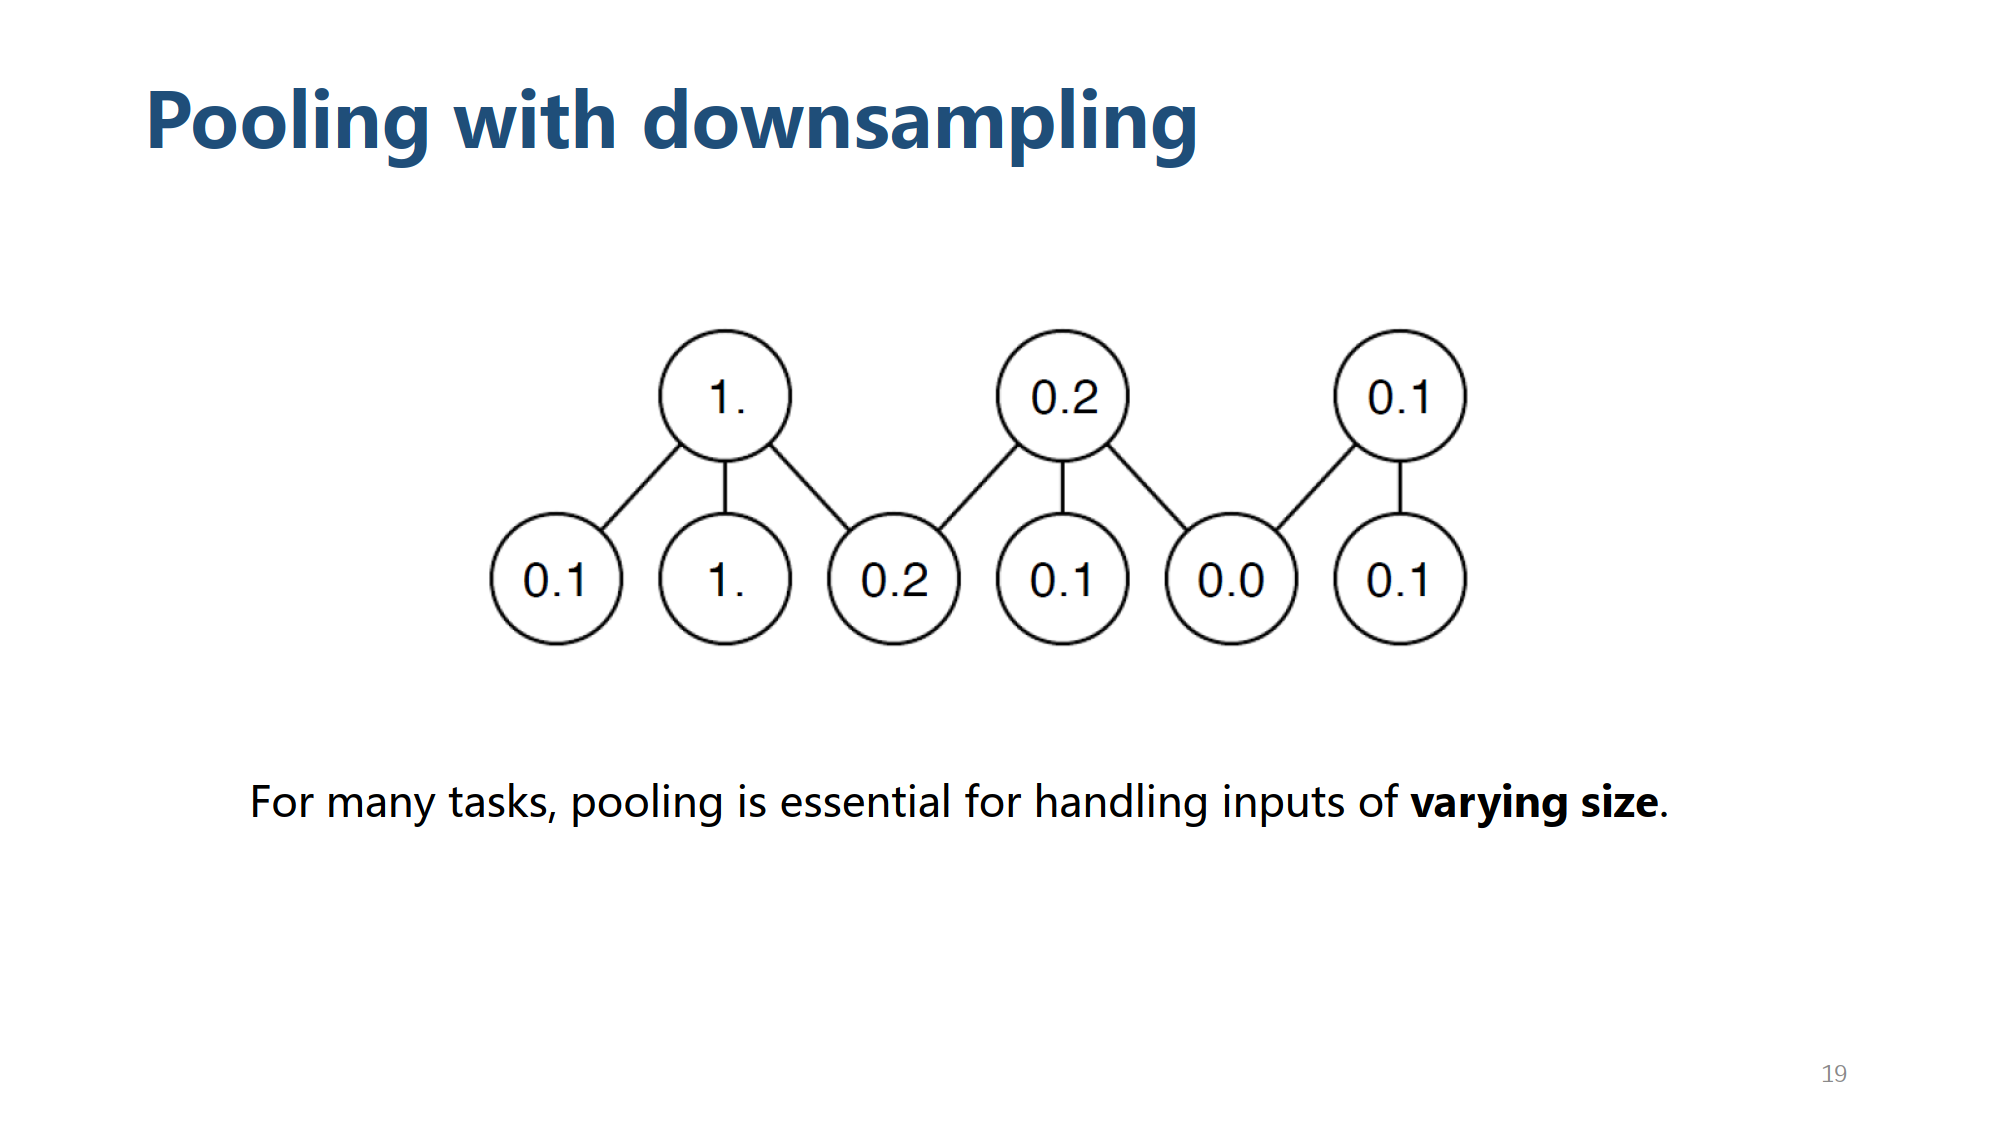 Pooling with downsampling
1. 0.2 0.1
0.1 1. 0.2 0.1 0.0 0.1
For many tasks, pooling is essential for handling inputs of varying size.
19